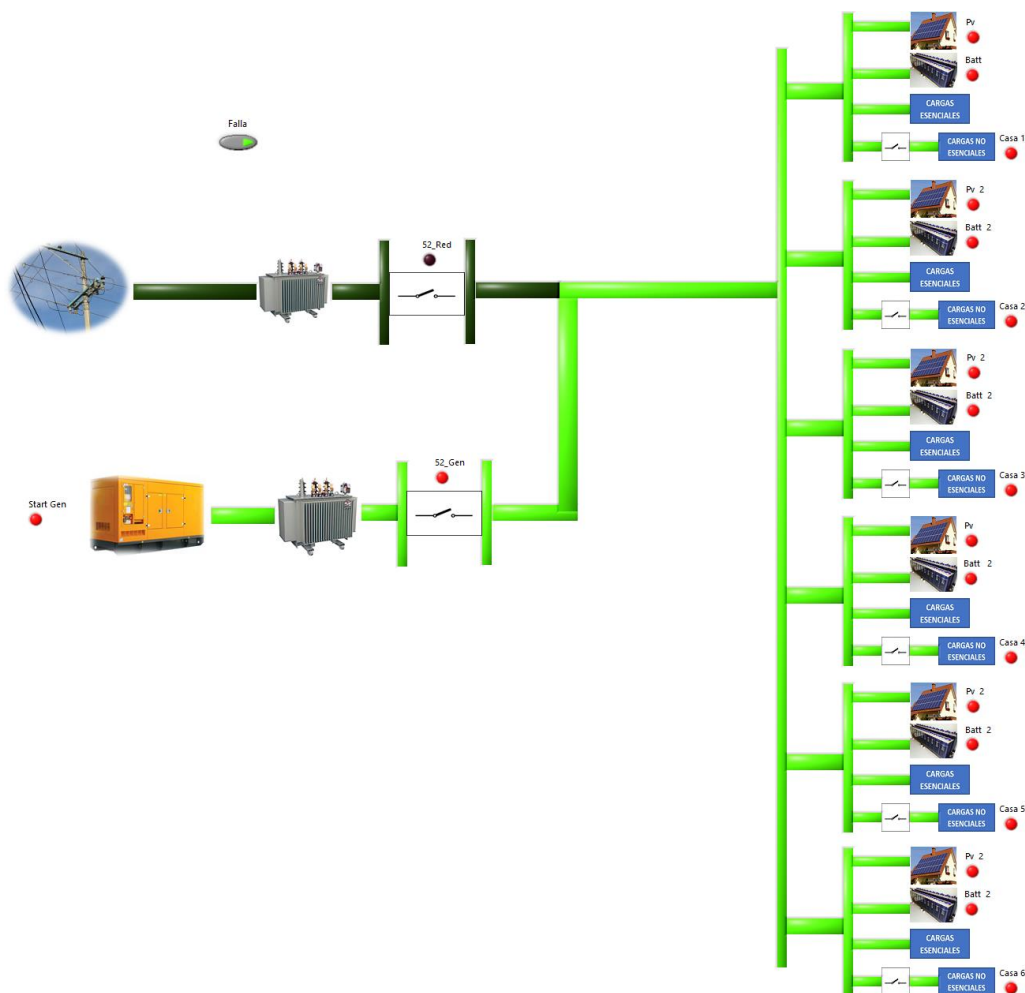 Falla
52_Red
Start Gen
52_Gen
Pv
Batt
CARGAS
ESENCIALES
CARGAS NO
ESENCIALES
Casa 1
Pv 2
Batt 2
CARGAS
ESENCIALES
CARGAS NO
ESENCIALES
Casa 2
Pv 2
Batt 2
CARGAS
ESENCIALES
CARGAS NO
ESENCIALES
Casa 3
Pv
Batt 2
CARGAS
ESENCIALES
CARGAS NO
ESENCIALES
Casa 4
Pv 2
Batt 2
CARGAS
ESENCIALES
CARGAS NO
ESENCIALES
Casa 5
Pv 2
Batt 2
CARGAS
ESENCIALES
CARGAS NO
ESENCIALES
Casa 6